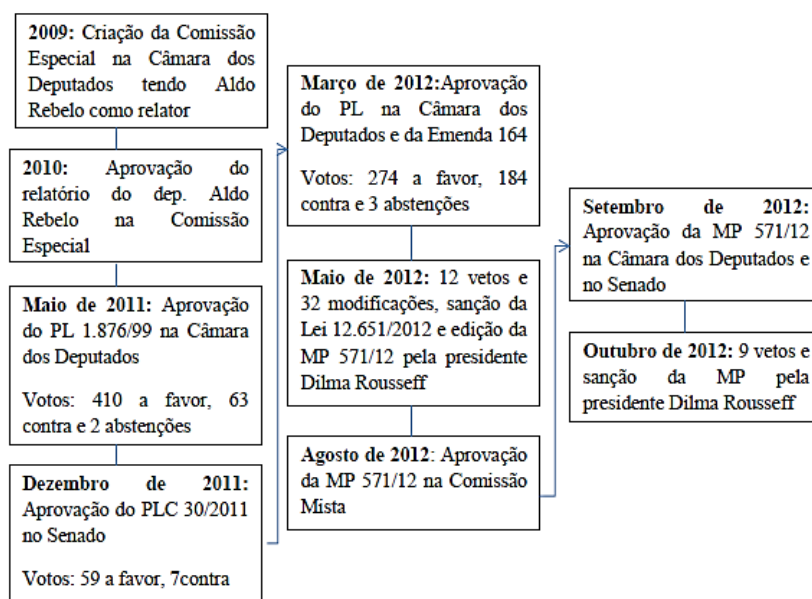 2009: Criação da Comissão
Especial na Câmara dos
Deputados tendo Aldo
Rebelo como relator
2010: Aprovação do
relatório do dep. Aldo
Rebelo na Comissão
Especial
Maio de 2011: Aprovação
do PL 1.876/99 na Câmara
dos Deputados
Votos: 410 a favor, 63
contra e 2 abstenções
Dezembro de 2011:
Aprovação do PLC 30/2011
no Senado
Votos: 59 a favor, 7contra
Março de 2012:Aprovação
do PL na Câmara dos
Deputados e da Emenda 164
Votos: 274 a favor, 184
contra e 3 abstenções
Maio de 2012: 12 vetos e
32 modificações, sanção da
Lei 12.651/2012 e edição da
MP 571/12 pela presidente
Dilma Rousseff
Agosto de 2012: Aprovação
da MP 571/12 na Comissão
Mista
Setembro de 2012:
Aprovação da MP 571/12
na Câmara dos Deputados e
no Senado
Outubro de 2012: 9 vetos e
sanção da MP pela
presidente Dilma Rousseff